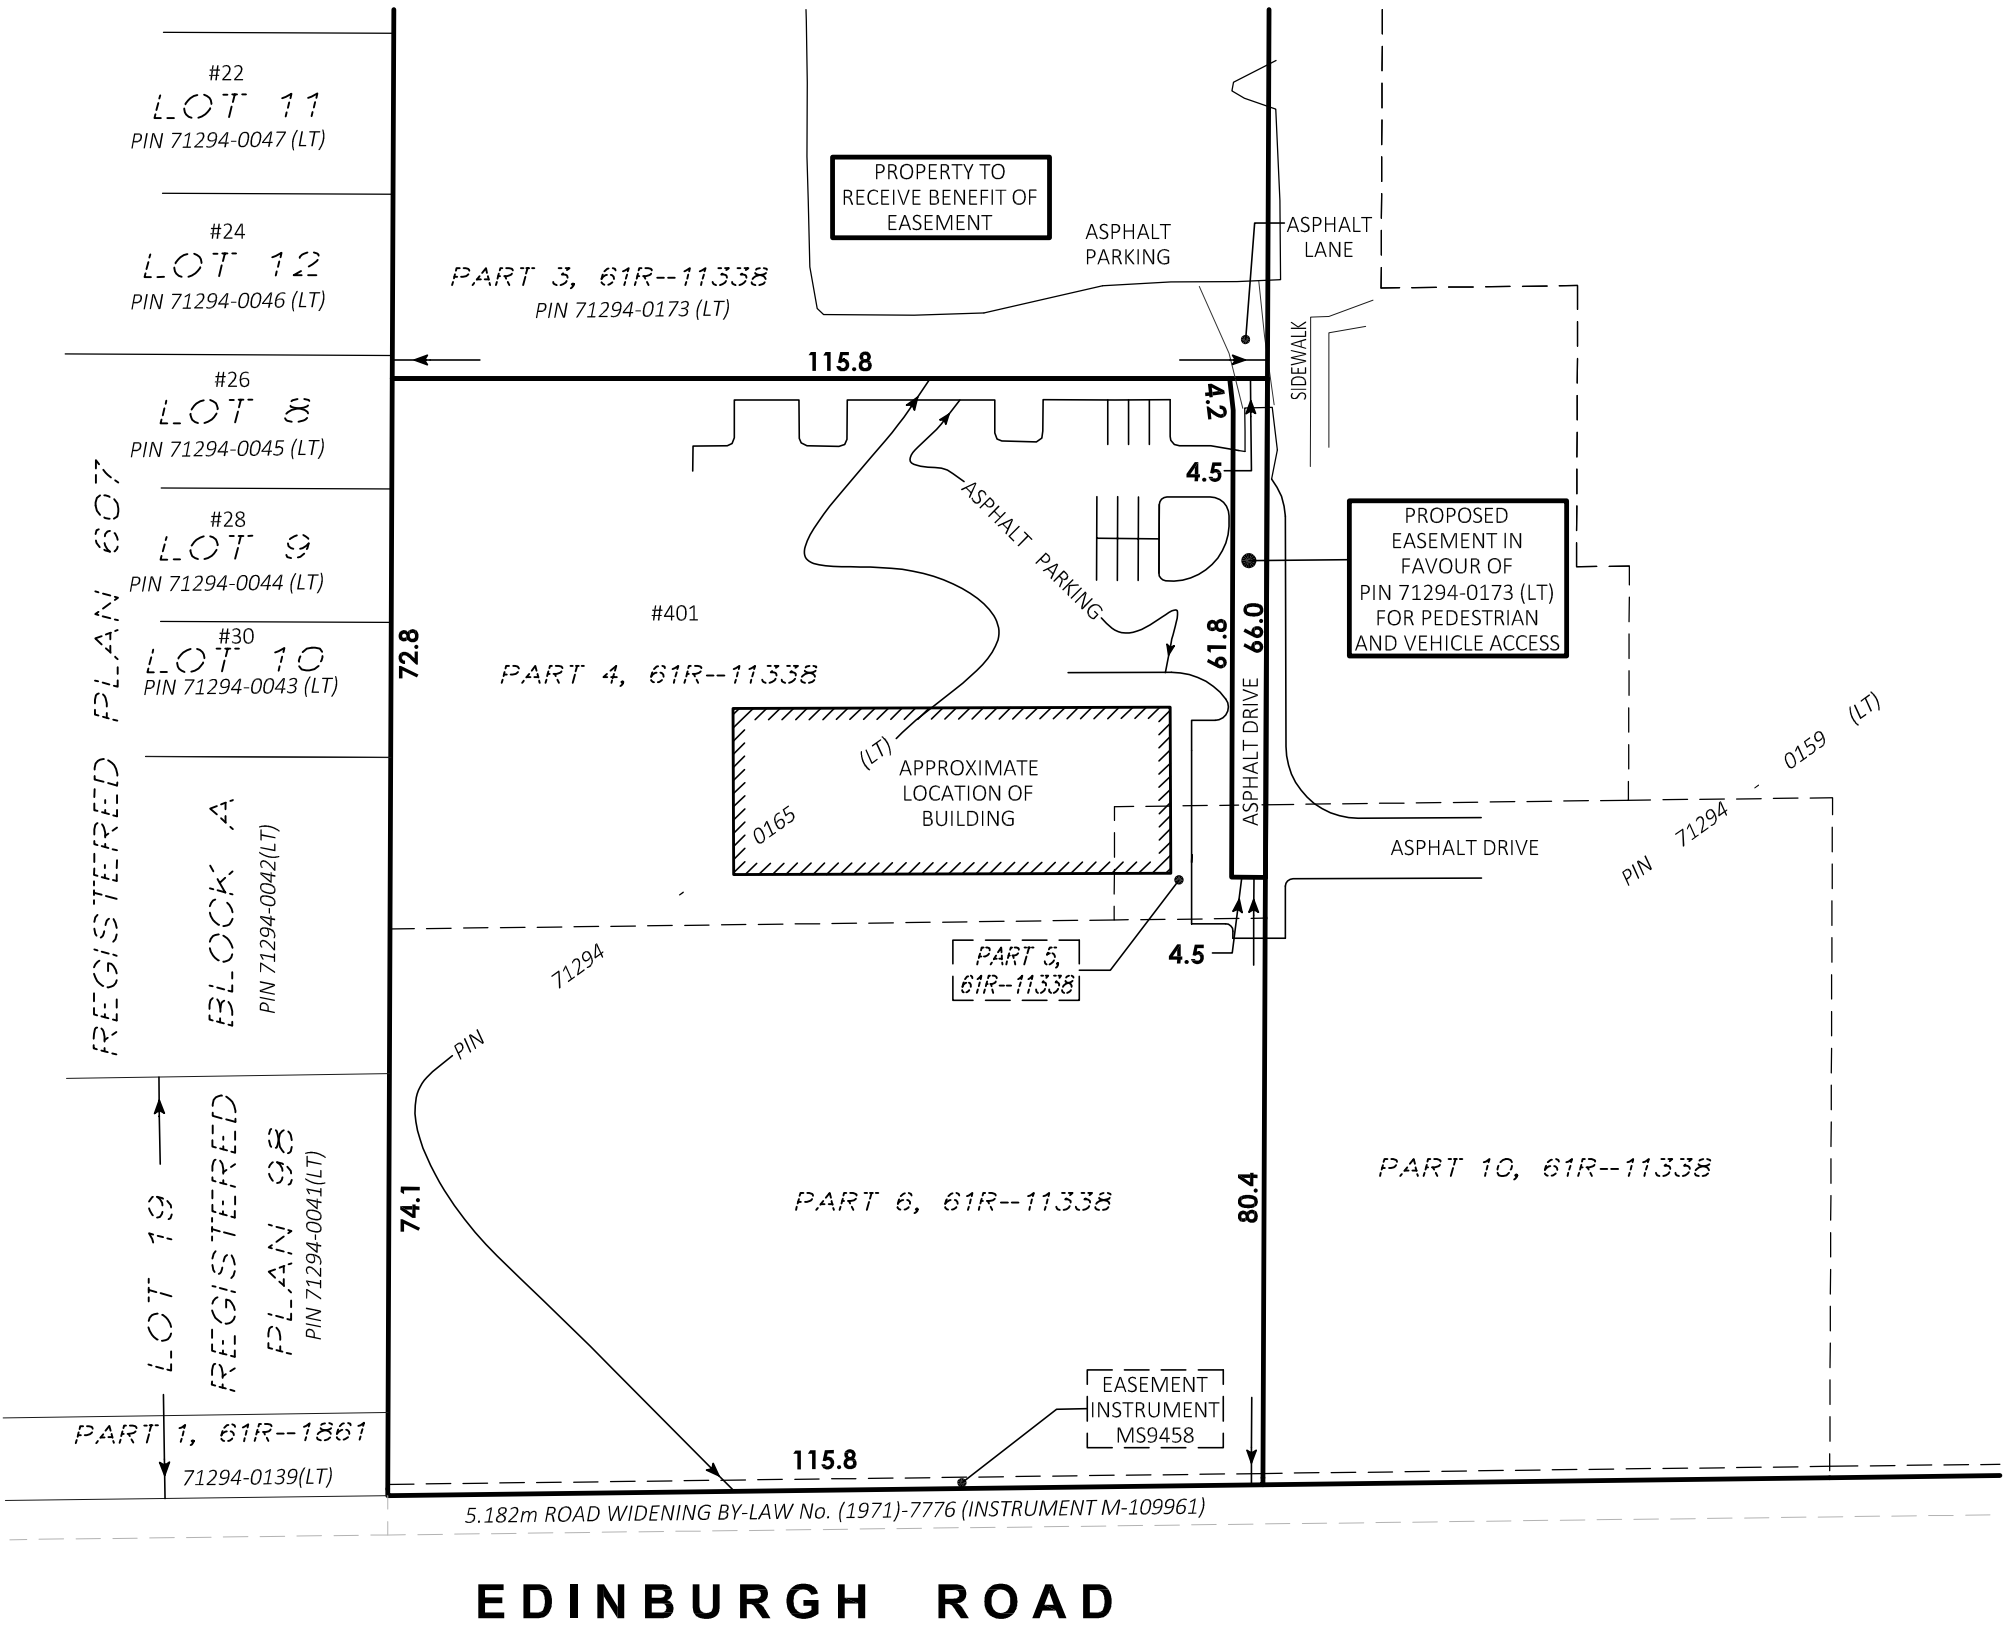 #22
LOT 11
PIN 71294-0047 (LT)
#24
LOT 12
PIN 71294-0046 (LT)
#26
LOT 8
PIN 71294-0045 (LT)
#28
LOT 9
PIN 71294-0044 (LT)
#30
LOT 10
PIN 71294-0043 (LT)
REGISTERED PLAN 607
BLOCK A
PIN 71294-0042(LT)
LOT 19
REGISTERED
PLAN 98
PIN 71294-0041(LT)
PART 1, 61R--1861
71294-0139(LT)
PROPERTY TO
RECEIVE BENEFIT OF
EASEMENT
ASPHALT
PARKING
ASPHALT
LANE
PART 3, 61R--11338
PIN 71294-0173 (LT)
SIDEWALK
115.8
4.2
4.5
ASPHALT PARKING
PROPOSED
EASEMENT IN
FAVOUR OF
PIN 71294-0173 (LT)
FOR PEDESTRIAN
AND VEHICLE ACCESS
#401
72.8
61.8
66.0
PART 4, 61R--11338
ASPHALT DRIVE
APPROXIMATE
LOCATION OF
BUILDING
PIN 71294 - 0165 (LT)
ASPHALT DRIVE
PIN 71294 - 0159 (LT)
PART 5,
61R--11338
4.5
74.1
80.4
PART 6, 61R--11338
PART 10, 61R--11338
EASEMENT
INSTRUMENT
MS9458
115.8
5.182m ROAD WIDENING BY-LAW No. (1971)-7776 (INSTRUMENT M-109961)
EDINBURGH ROAD